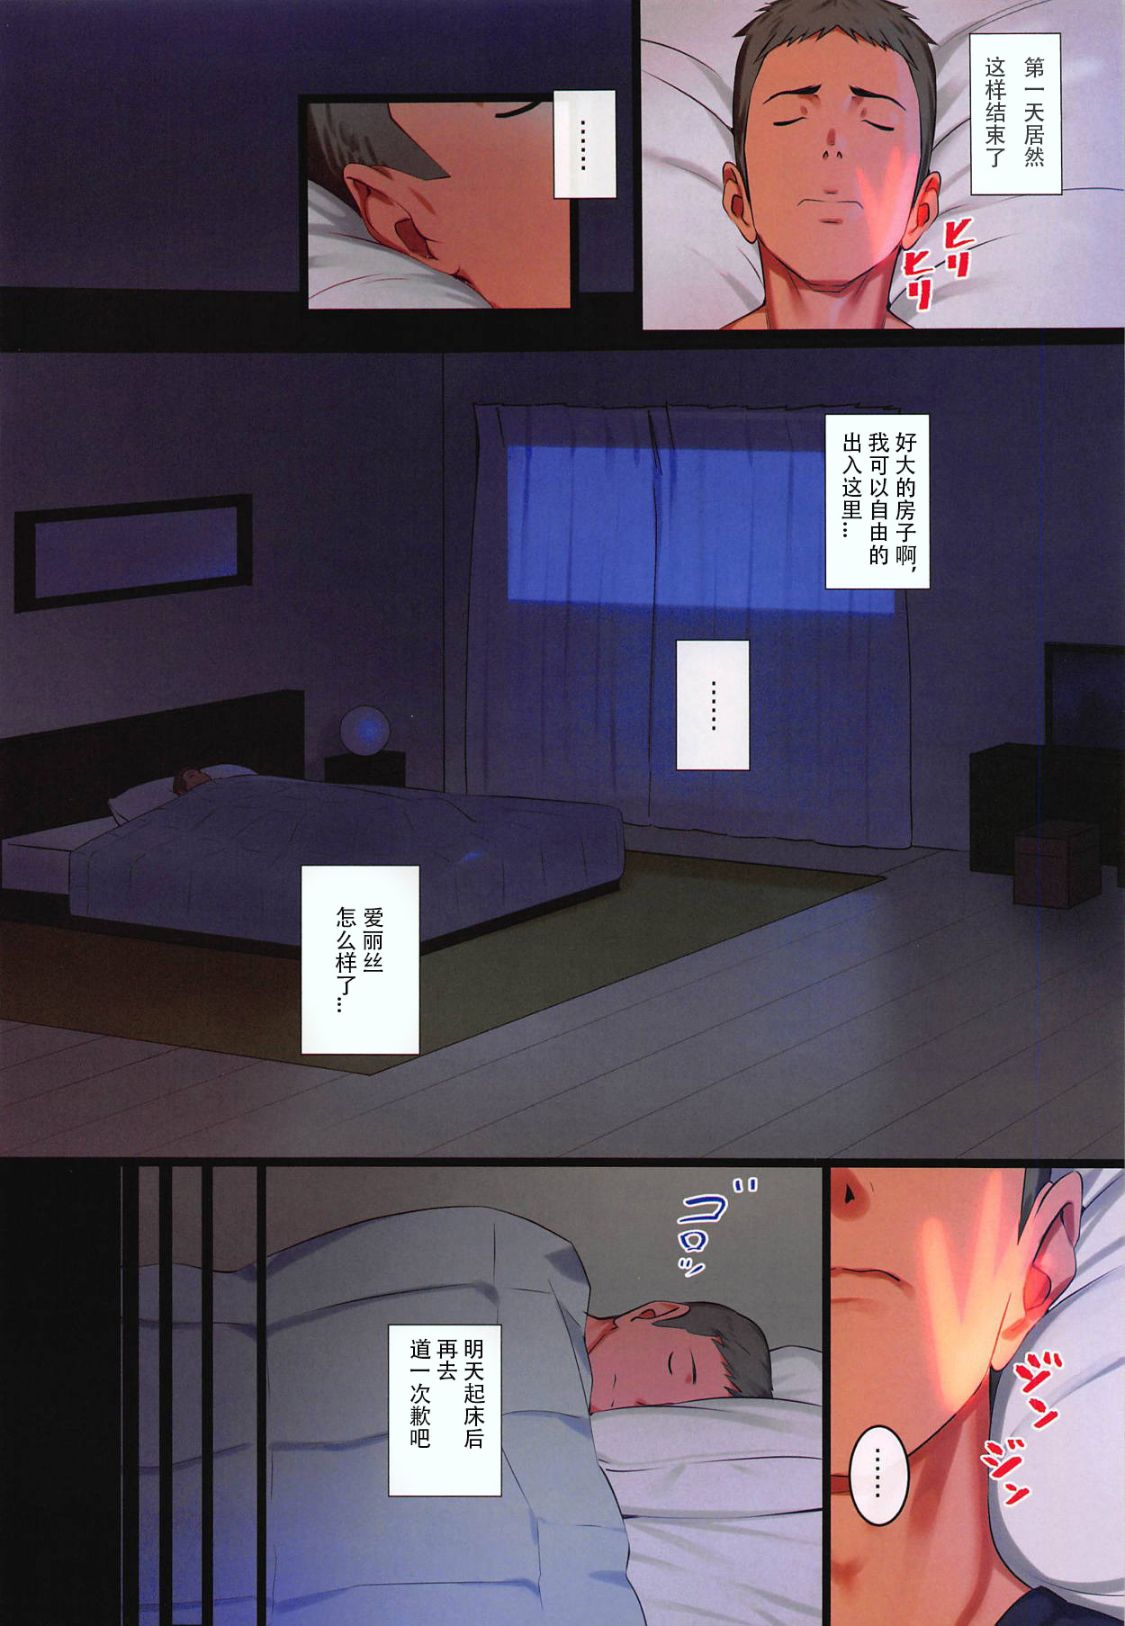 第一天居然
这样结束了
ヒリ
ヒリ
……
好大的房子啊,
我可以自由的
出入这里…
……
爱丽丝
怎么样了…
ジン
ジン
……
コロッ
明天起床后
再去
道一次歉吧